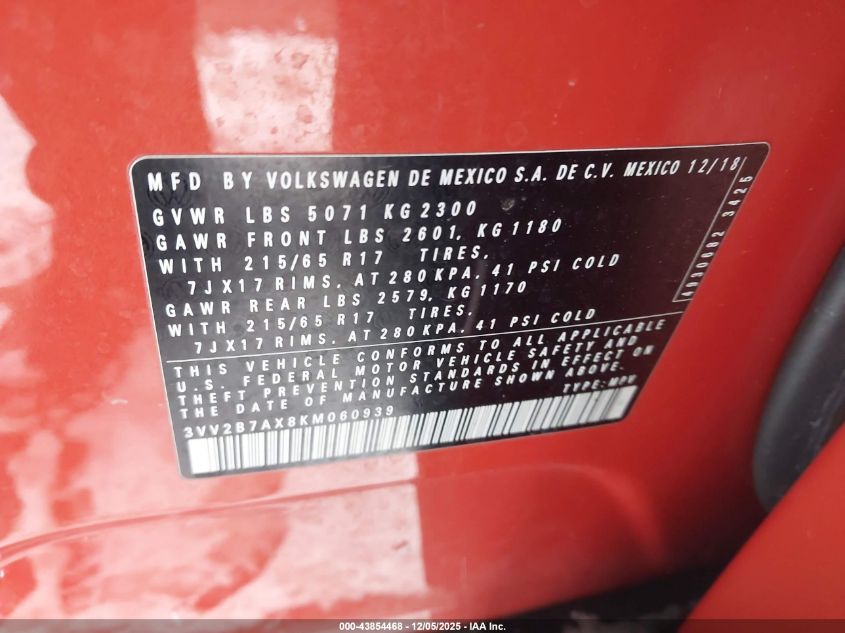 MFD BY VOLKSWAGEN DE MEXICO S.A. DE C.V. MEXICO 12/18
GVWR LBS 5071 KG 2300
GAWR FRONT LBS 2601, KG 1180
WITH 215/65 R17 TIRES,
7JX17 RIMS, AT 280 KPA, 41 PSI COLD
GAWR REAR LBS 2579, KG 1170
WITH 215/65 R17 TIRES,
7JX17 RIMS, AT 280 KPA, 41 PSI COLD
THIS VEHICLE CONFORMS TO ALL APPLICABLE
U.S. FEDERAL MOTOR VEHICLE SAFETY AND
THEFT PREVENTION STANDARDS IN EFFECT ON
THE DATE OF MANUFACTURE SHOWN ABOVE.
TYPE: MPV
3VV2B7AX8KM060939
3425
000-43854468 - 12/05/2025 - IAA Inc.